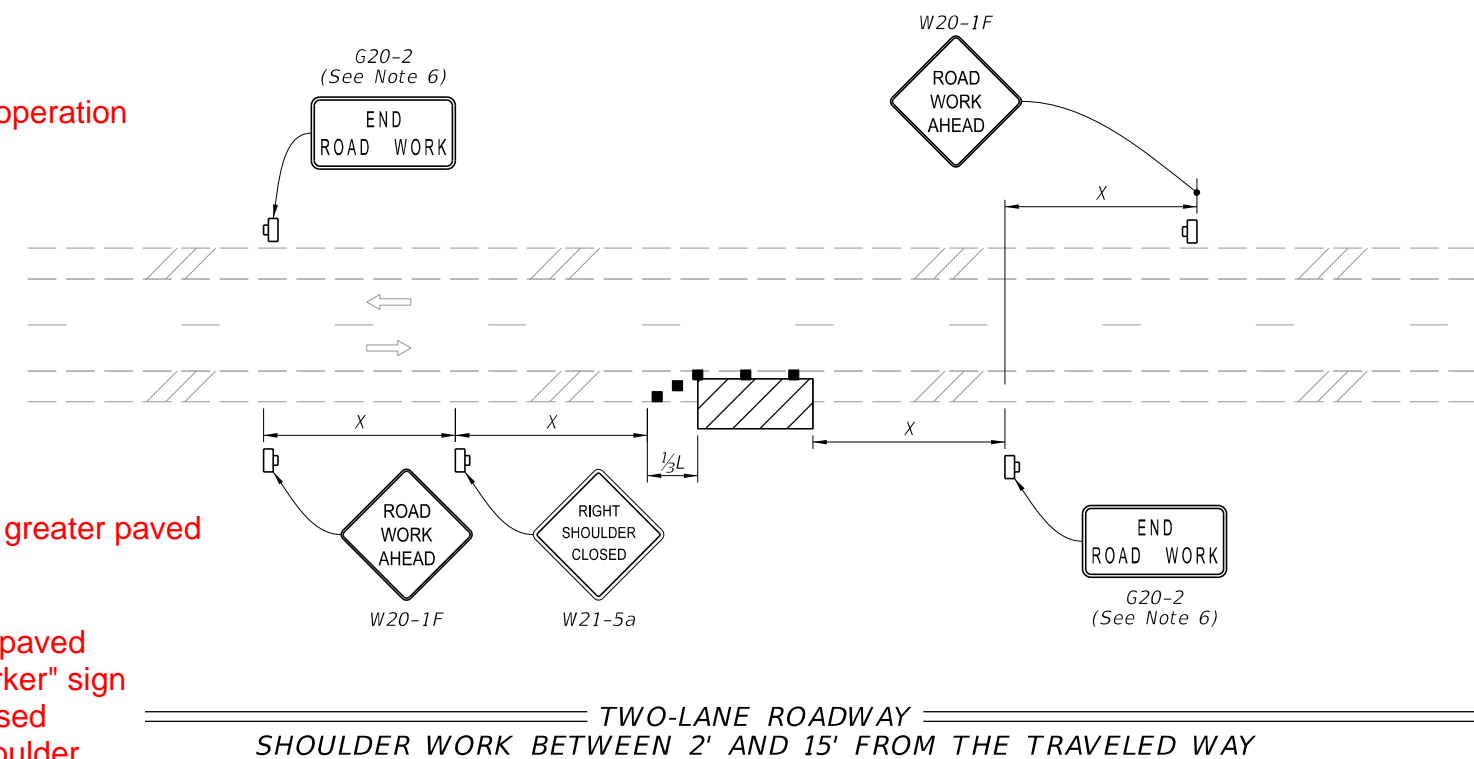 W20-1F
G20-2
(See Note 6)
ROAD
WORK
AHEAD
operation
END
ROAD WORK
X
X
X
X
⅓L
greater paved
ROAD
WORK
AHEAD
RIGHT
SHOULDER
CLOSED
END
ROAD WORK
W20-1F
W21-5a
G20-2
(See Note 6)
paved
rker" sign
sed
TWO-LANE ROADWAY
oulder
SHOULDER WORK BETWEEN 2' AND 15' FROM THE TRAVELED WAY